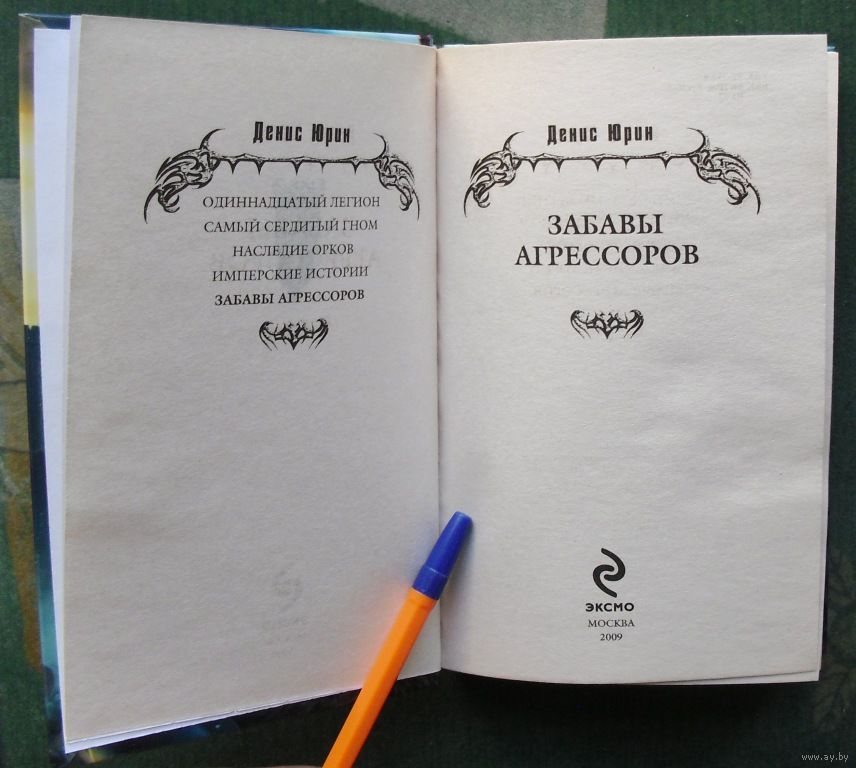 Денис Юрин
ОДИННАДЦАТЫЙ ЛЕГИОН
САМЫЙ СЕРДИТЫЙ ГНОМ
НАСЛЕДИЕ ОРКОВ
ИМПЕРСКИЕ ИСТОРИИ
ЗАБАВЫ АГРЕССОРОВ
Денис Юрин
ЗАБАВЫ
АГРЕССОРОВ
ЭКСМО
МОСКВА
2009
www.ay.by